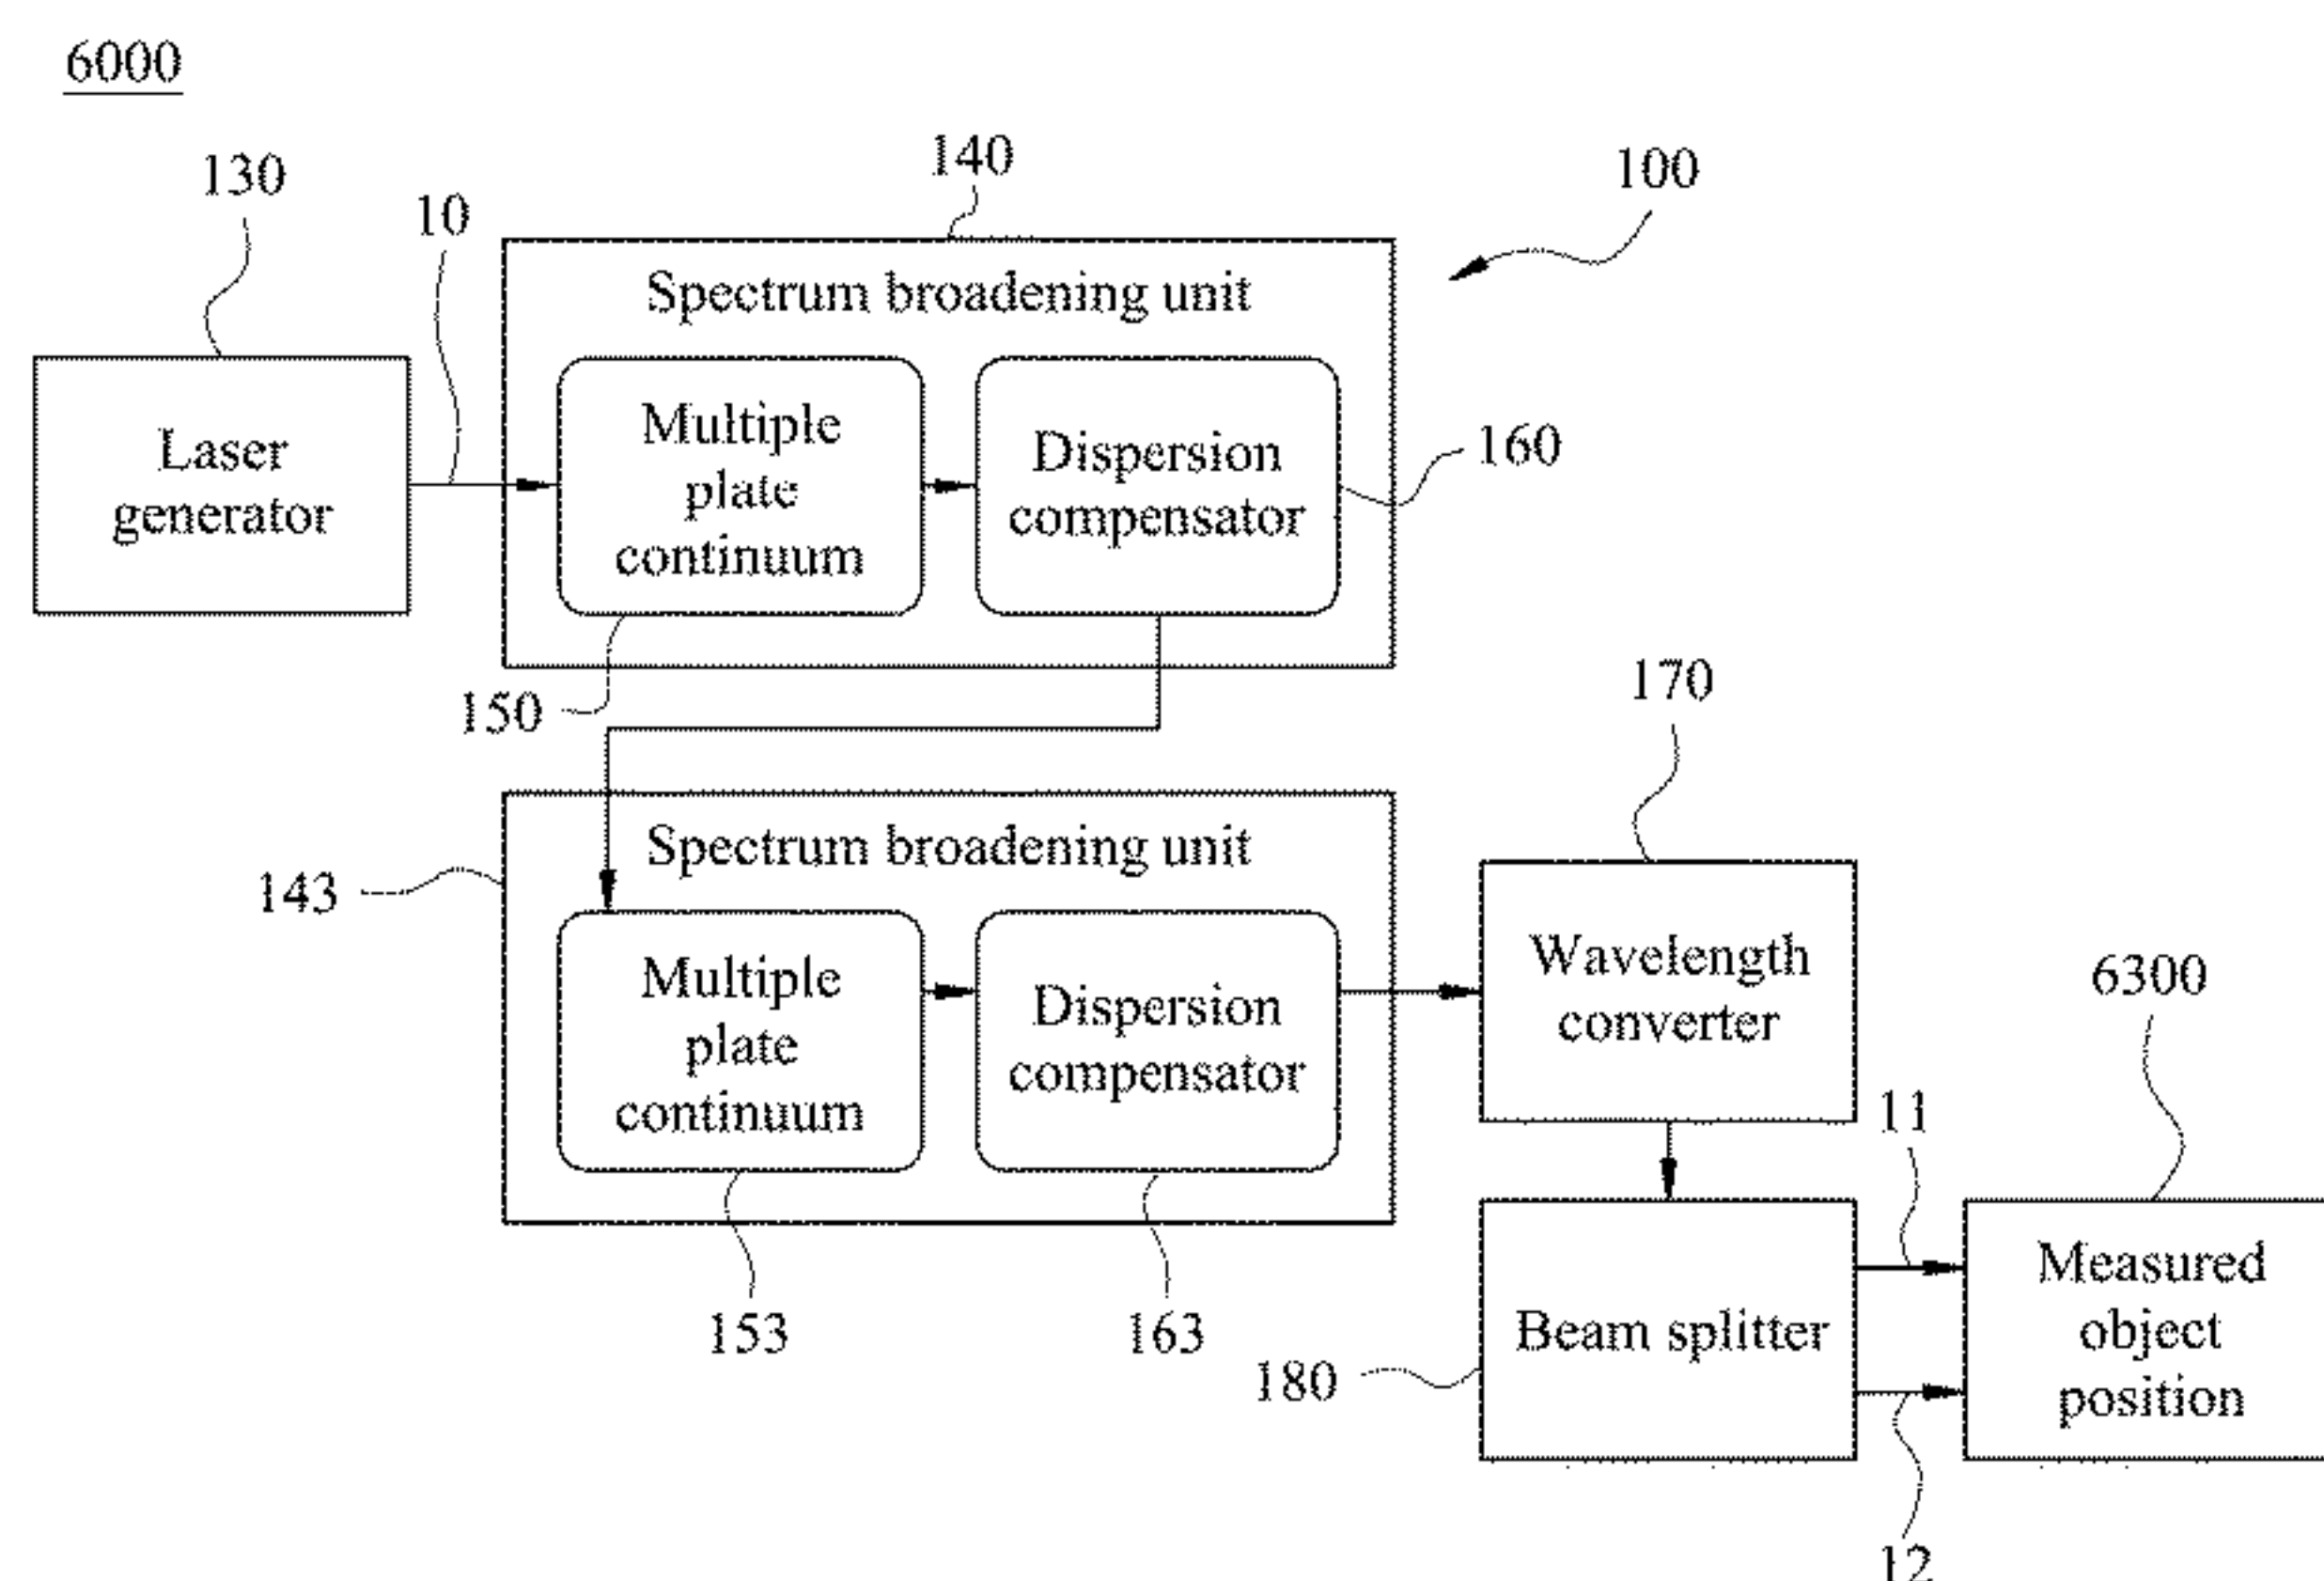 6000
130
10
140
100
Spectrum broadening unit
Laser
generator
Multiple
plate
continuum
Dispersion
compensator
160
150
170
Spectrum broadening unit
143
Multiple
plate
continuum
Dispersion
compensator
Wavelength
converter
6300
11
153
163
180
Beam splitter
Measured
object
position
12